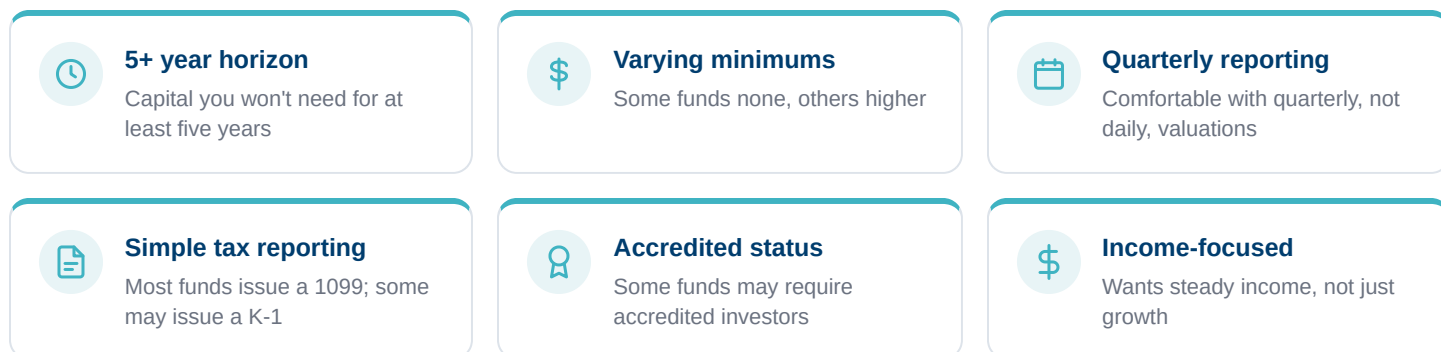 5+ year horizon
Capital you won't need for at
least five years
Varying minimums
Some funds none, others higher
Quarterly reporting
Comfortable with quarterly, not
daily, valuations
Simple tax reporting
Most funds issue a 1099; some
may issue a K-1
Accredited status
Some funds may require
accredited investors
Income-focused
Wants steady income, not just
growth